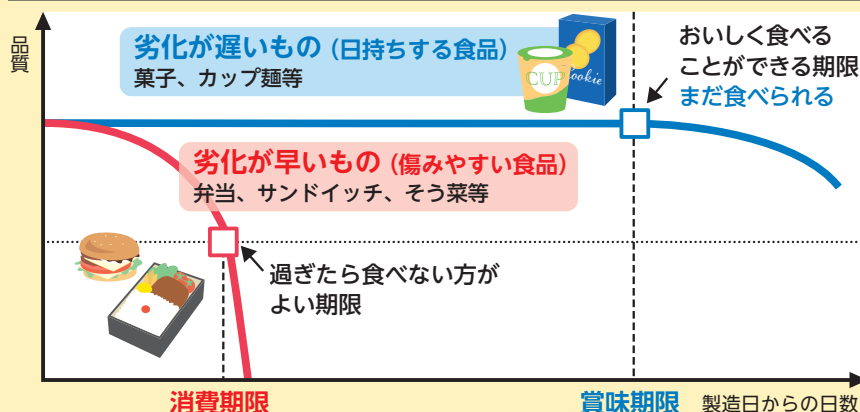 品質
劣化が遅いもの（日持ちする食品）
菓子、カップ麺等
CUP
Cookie
おいしく食べる
ことができる期限
まだ食べられる
劣化が早いもの（傷みやすい食品）
弁当、サンドイッチ、そう菜等
過ぎたら食べない方が
よい期限
消費期限
賞味期限
製造日からの日数